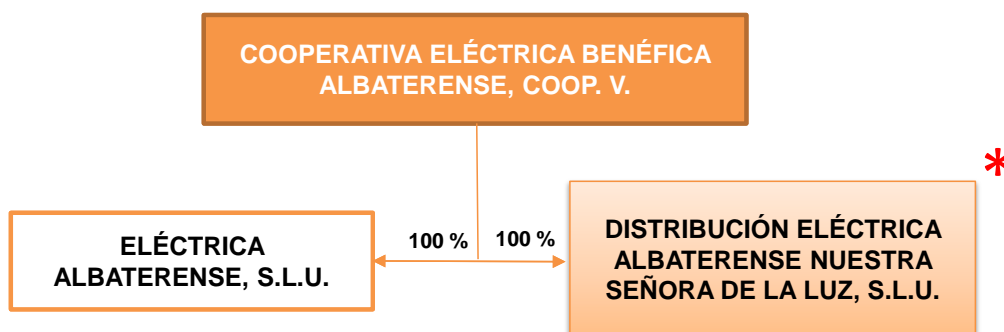 COOPERATIVA ELÉCTRICA BENÉFICA
ALBATERENSE, COOP. V.
*
ELÉCTRICA
ALBATERENSE, S.L.U.
100 %
100 %
DISTRIBUCIÓN ELÉCTRICA
ALBATERENSE NUESTRA
SEÑORA DE LA LUZ, S.L.U.